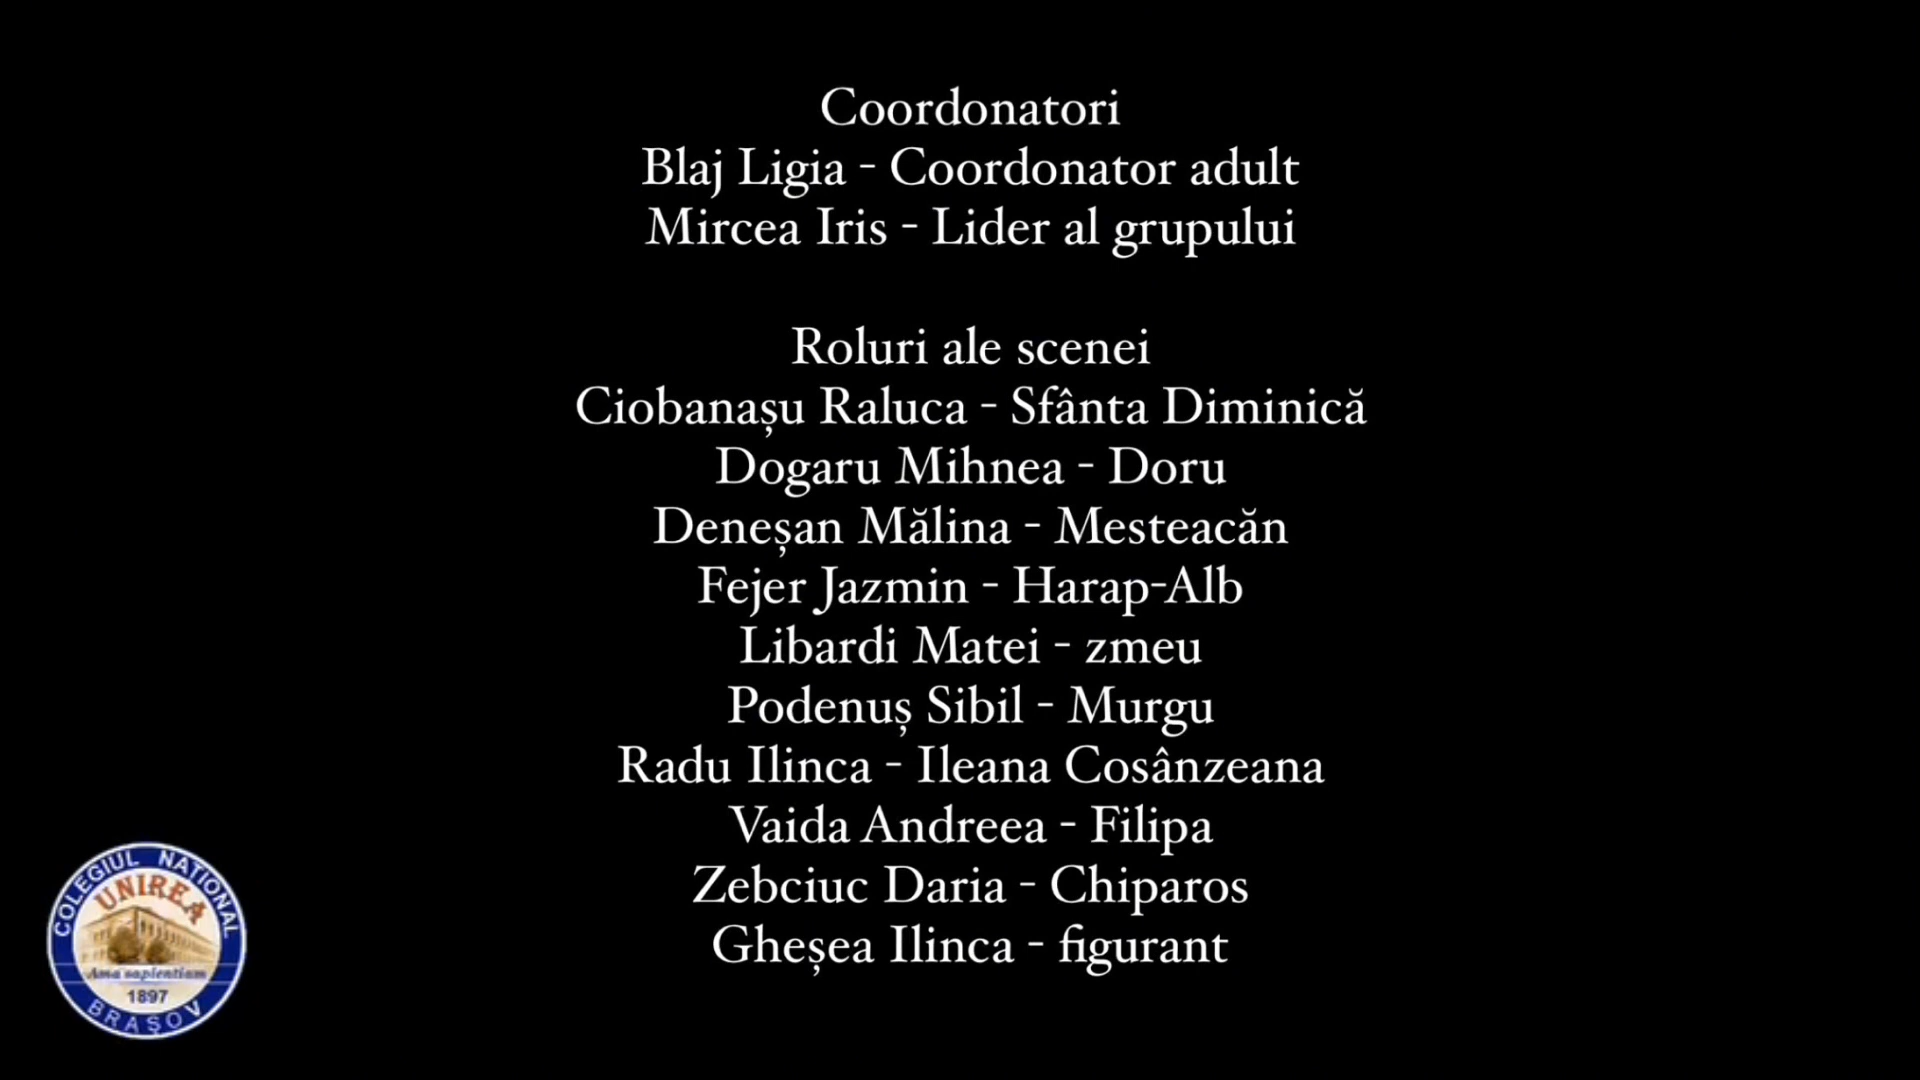 Coordonatori
Blaj Ligia - Coordonator adult
Mircea Iris - Lider al grupului
Roluri ale scenei
Ciobanașu Raluca - Sfânta Diminică
Dogaru Mihnea - Doru
Deneșan Mălina - Mesteacăn
Fejer Jazmin - Harap-Alb
Libardi Matei - zmeu
Podenuș Sibil - Murgu
Radu Ilinca - Ileana Cosânzeana
Vaida Andreea - Filipa
Zebciuc Daria - Chiparos
Gheșea Ilinca - figurant
COLEGIUL NATIONAL
UNIREA
Ama sapientiam
1897
BRAŞOV